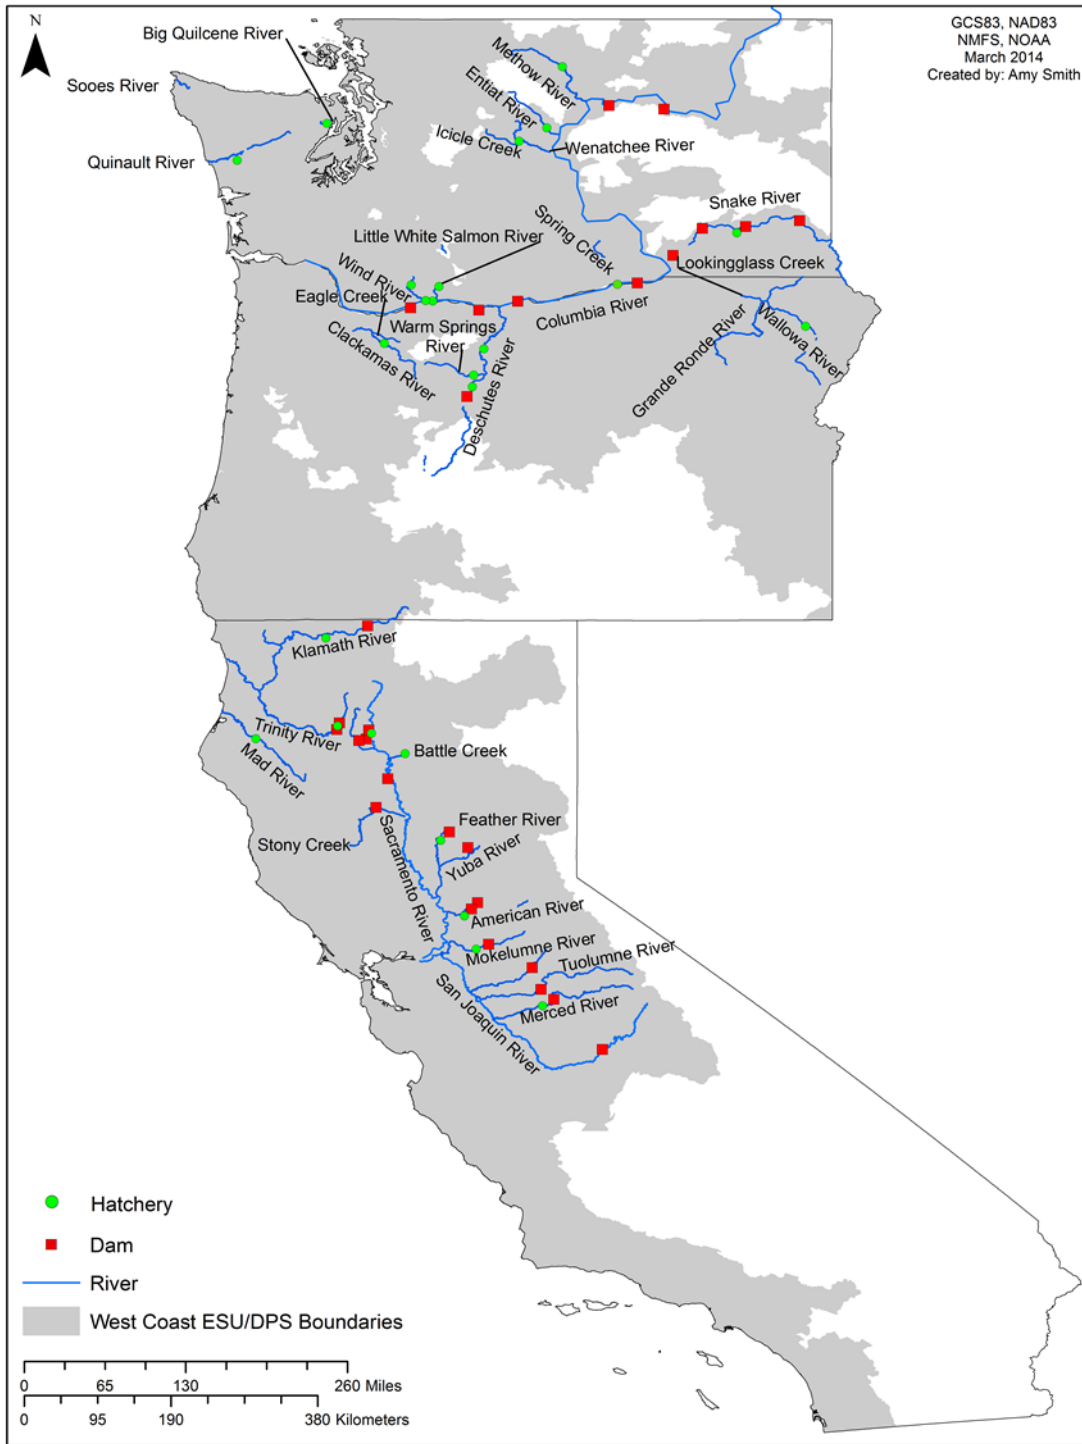 N
GCS83, NAD83
NMFS, NOAA
March 2014
Created by: Amy Smith
Big Quilcene River
Sooes River
Methow River
Entiat River
Icicle Creek
Wenatchee River
Quinault River
Snake River
Spring Creek
Little White Salmon River
Wind River
Lookingglass Creek
Eagle Creek
Columbia River
Warm Springs
River
Clackamas River
Deschutes River
Grande Ronde River
Wallowa River
Klamath River
Trinity River
Mad River
Battle Creek
Stony Creek
Sacramento River
Feather River
Yuba River
American River
Mokelumne River
Tuolumne River
Merced River
San Joaquin River
Hatchery
Dam
River
West Coast ESU/DPS Boundaries
0 65 130 260 Miles
0 95 190 380 Kilometers